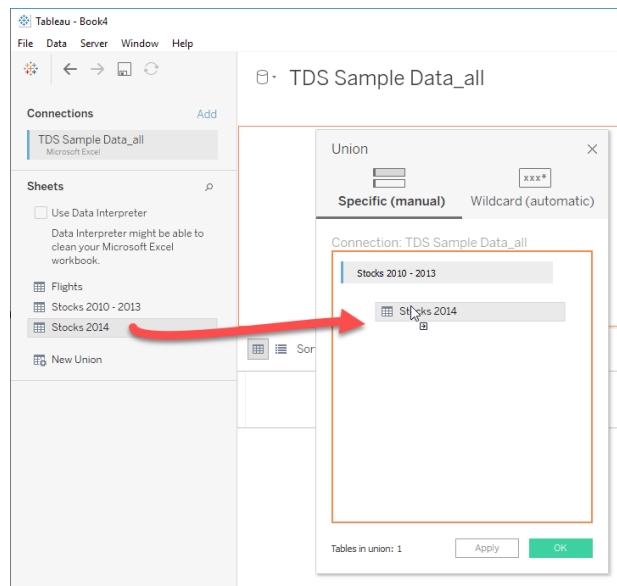 Tableau - Book4
File Data Server Window Help
TDS Sample Data_all
Connections Add
TDS Sample Data_all
Microsoft Excel
Sheets
Use Data Interpreter
Data Interpreter might be able to
clean your Microsoft Excel
workbook.
Flights
Stocks 2010 - 2013
Stocks 2014
New Union
Union
xxx*
Specific (manual) Wildcard (automatic)
Connection: TDS Sample Data_all
Stocks 2010 - 2013
Stocks 2014
Sor
Tables in union: 1 Apply OK